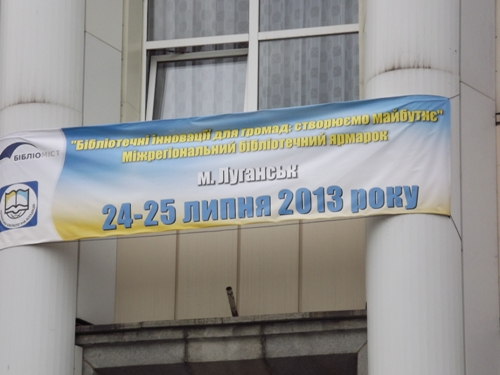 "Бібліотечні інновації для громад: створюємо майбутнє"
Міжрегіональний бібліотечний ярмарок
БІБЛІОМІСТ
м. Луганськ
24-25 липня 2013 року